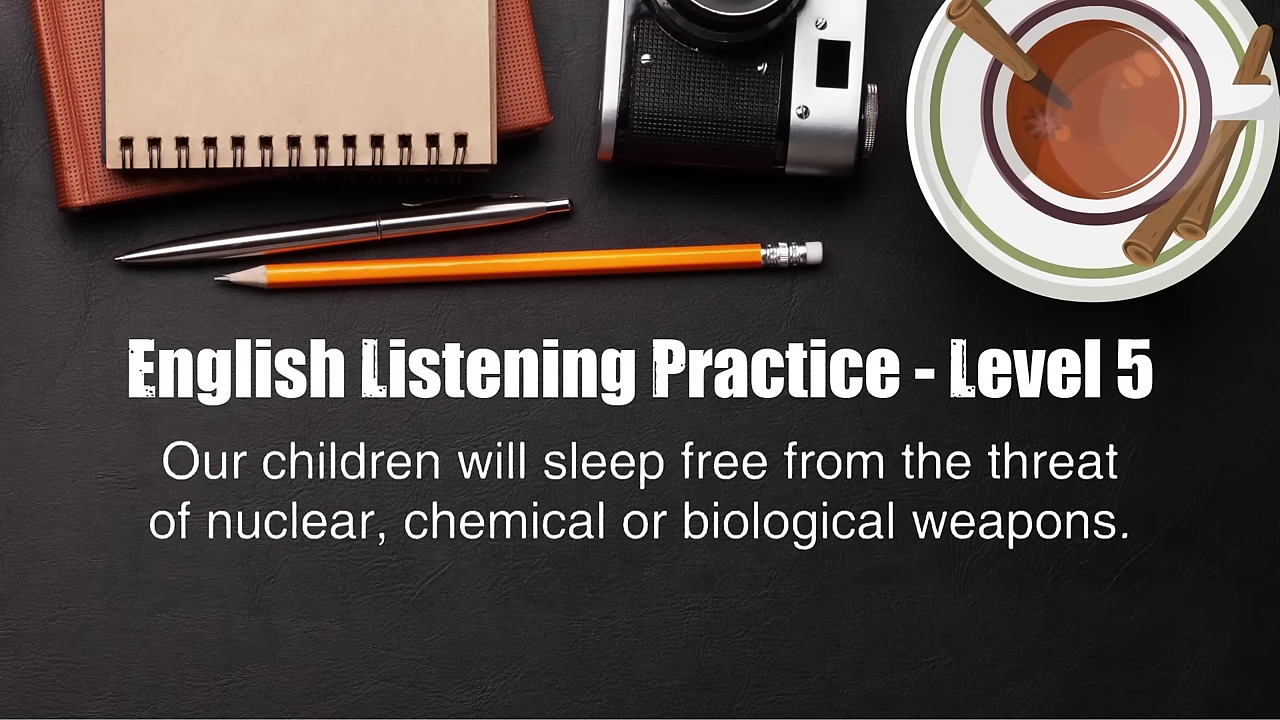 English Listening Practice - Level 5
Our children will sleep free from the threat
of nuclear, chemical or biological weapons.